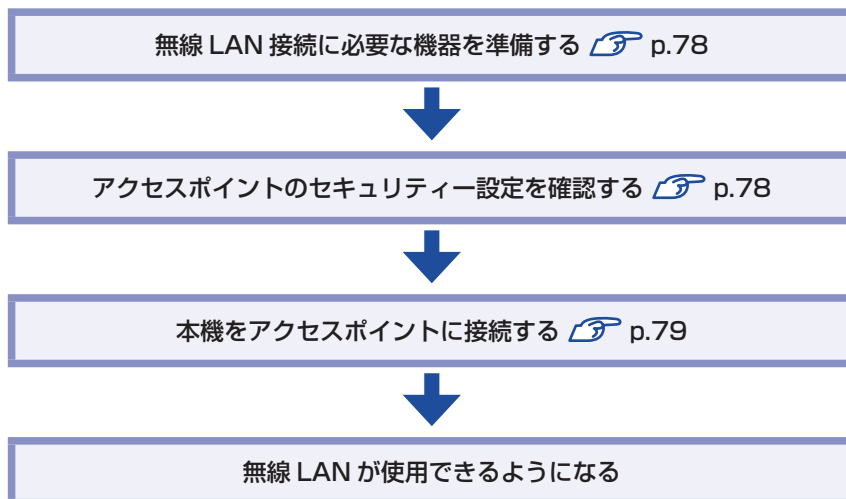 無線 LAN 接続に必要な機器を準備する p.78
アクセスポイントのセキュリティー設定を確認する p.78
本機をアクセスポイントに接続する p.79
無線 LAN が使用できるようになる